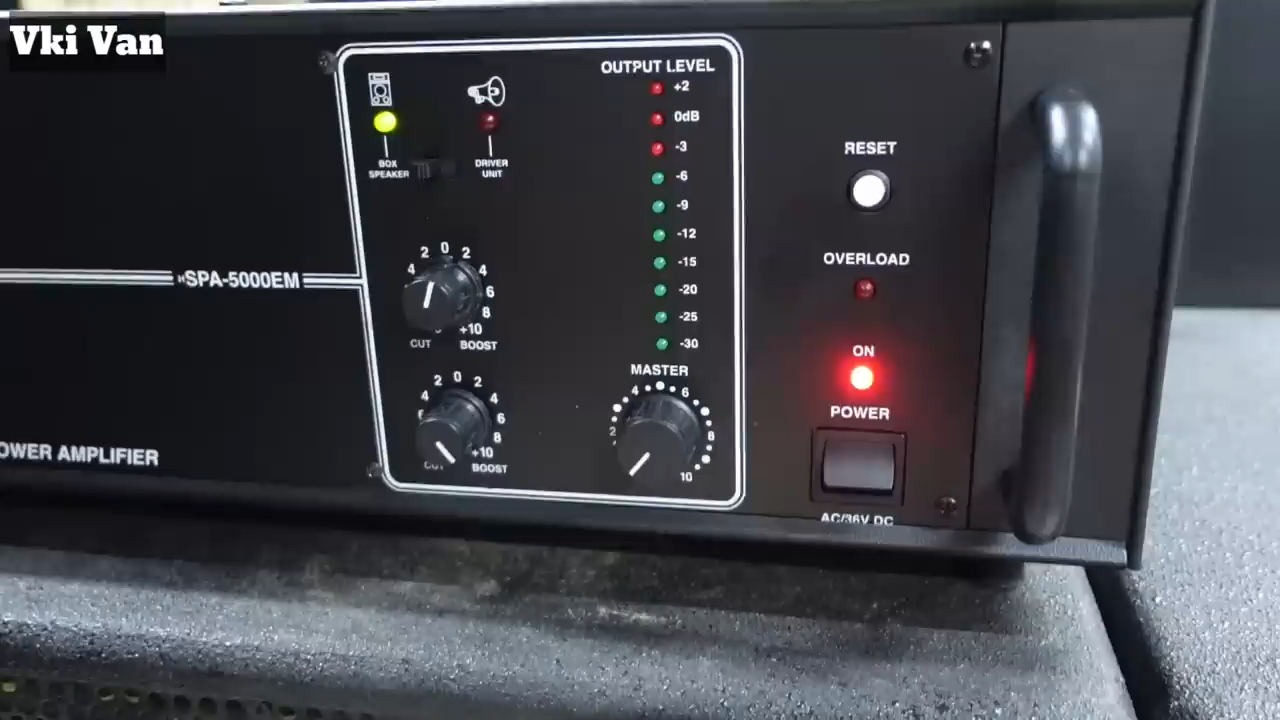 Vki Van
OUTPUT LEVEL
+2
0dB
-3
-6
-9
-12
-15
-20
-25
-30
BOX
SPEAKER
DRIVER
UNIT
SPA-5000EM
2 0 2
4 4
6
8
+10
CUT BOOST
2 0 2
4 4
6 6
8
+10
CUT BOOST
MASTER
4 6
2 8
10
RESET
OVERLOAD
ON
POWER
AC/36V DC
OWER AMPLIFIER